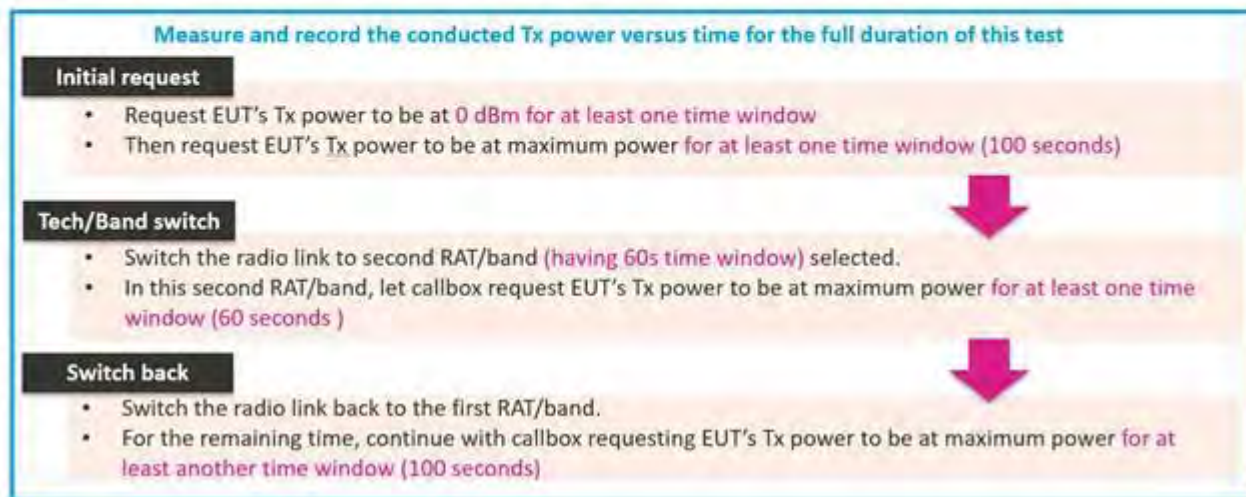 Measure and record the conducted Tx power versus time for the full duration of this test
Initial request
• Request EUT's Tx power to be at 0 dBm for at least one time window
• Then request EUT's Tx power to be at maximum power for at least one time window (100 seconds)
Tech/Band switch
• Switch the radio link to second RAT/band (having 60s time window) selected.
• In this second RAT/band, let callbox request EUT's Tx power to be at maximum power for at least one time
window (60 seconds )
Switch back
• Switch the radio link back to the first RAT/band.
• For the remaining time, continue with callbox requesting EUT's Tx power to be at maximum power for at
least another time window (100 seconds)